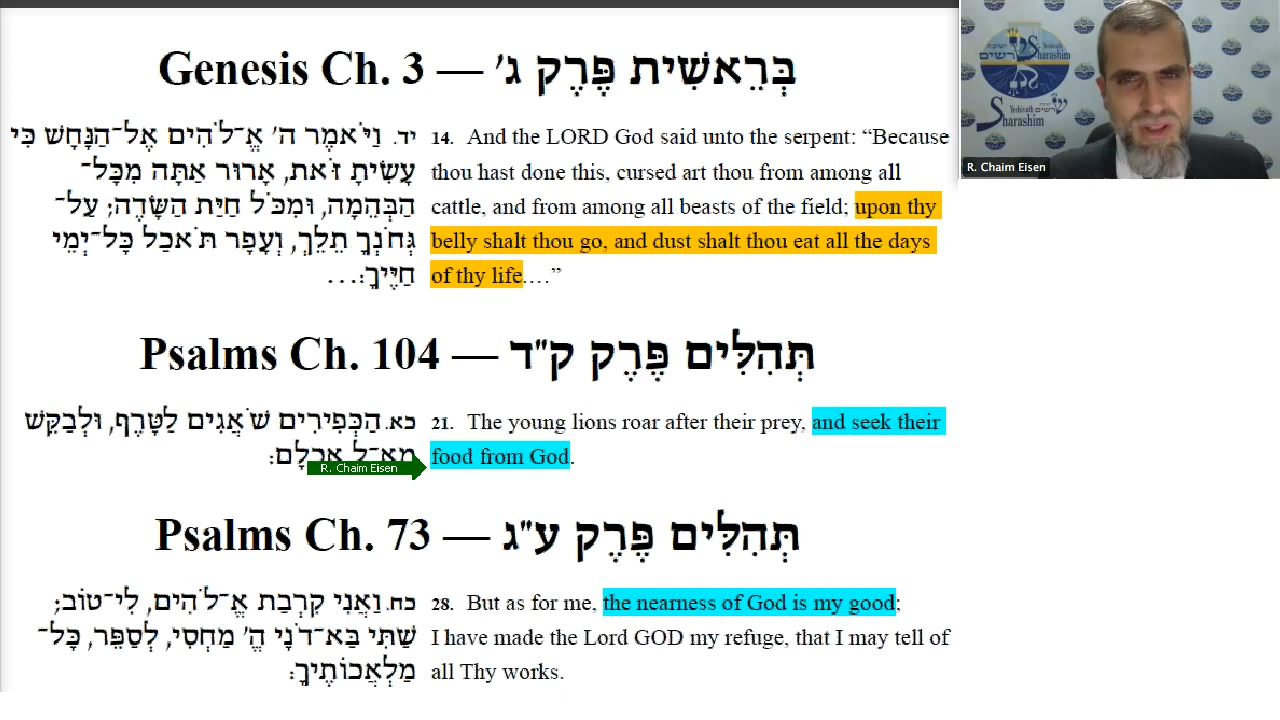 Genesis Ch. 3 — בְּרֵאשִׁית פֶּרֶק ג׳
יד. וַיֹּאמֶר ה׳ אֱ־לֹהִים אֶל־הַנָּחָשׁ כִּי
עָשִׂיתָ זֹּאת, אָרוּר אַתָּה מִכָּל־
הַבְּהֵמָה, וּמִכֹּל חַיַּת הַשָּׂדֶה; עַל־
גְּחֹנְךָ תֵלֵךְ, וְעָפָר תֹּאכַל כָּל־יְמֵי
חַיֶּיךָ:...
14. And the LORD God said unto the serpent: “Because
thou hast done this, cursed art thou from among all
cattle, and from among all beasts of the field; upon thy
belly shalt thou go, and dust shalt thou eat all the days
of thy life.…”
Psalms Ch. 104 — תְּהִלִּים פֶּרֶק ק״ד
כא. הַכְּפִירִים שֹׁאֲגִים לַטָּרֶף, וּלְבַקֵּשׁ
מֵאֵ־ל אׇכְלָם:
21. The young lions roar after their prey, and seek their
food from God.
R. Chaim Eisen
Psalms Ch. 73 — תְּהִלִּים פֶּרֶק ע״ג
כח. וַאֲנִי קִרְבַת אֱ־לֹהִים, לִי־טוֹב;
שַׁתִּי בַּא־דֹנָי ה׳ מַחְסִי, לְסַפֵּר, כָּל־
מַלְאֲכוֹתֶיךָ:
28. But as for me, the nearness of God is my good;
I have made the Lord GOD my refuge, that I may tell of
all Thy works.
Yeshivath
Sharashim
Yeshivath
Sharashim
R. Chaim Eisen